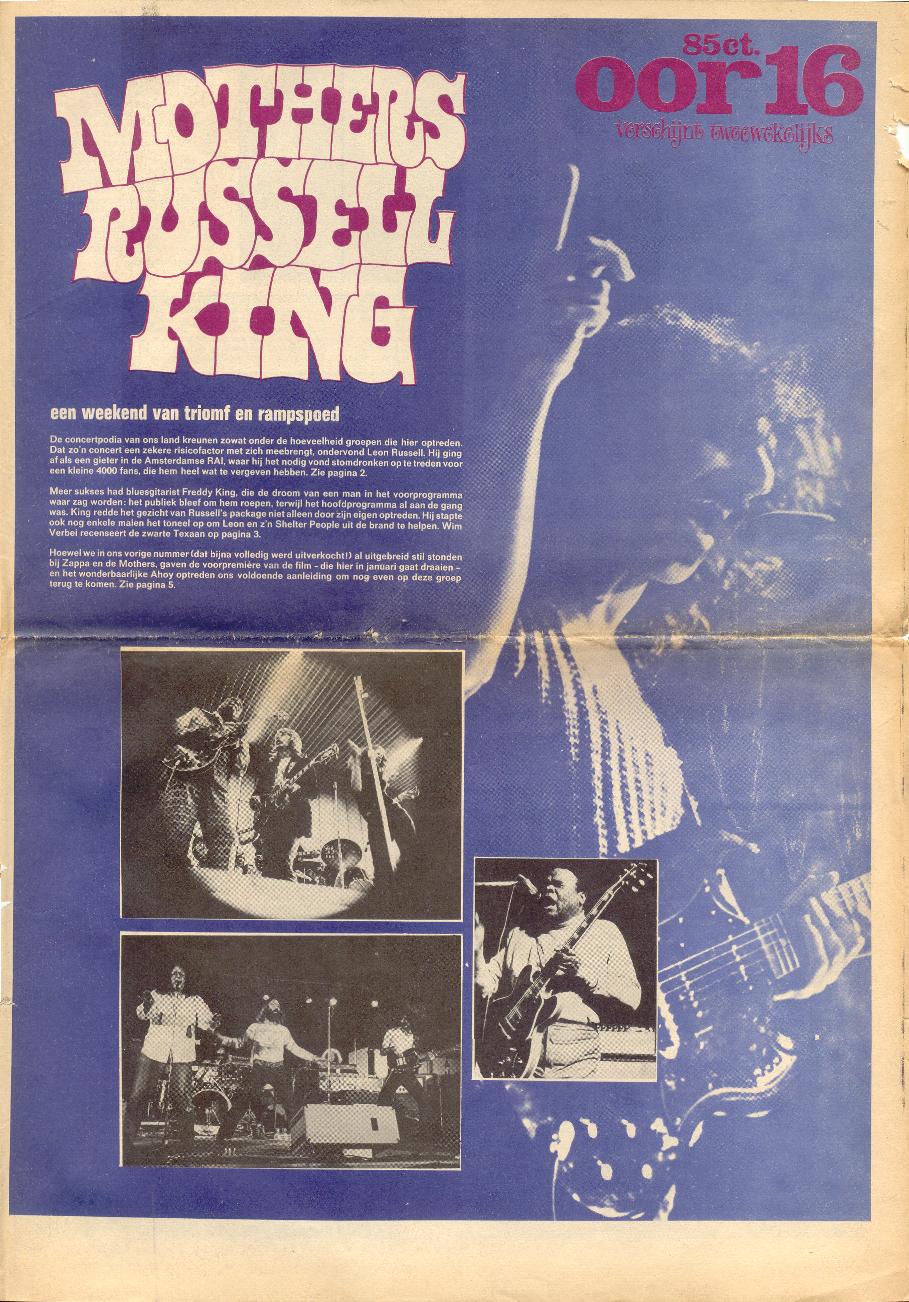 85ct.
oor16
verschijnt tweewekelijks
MOTHERS
RUSSELL
KING
een weekend van triomf en rampspoed
De concertpodia van ons land kreunen zowat onder de hoeveelheid groepen die hier optreden.
Dat zo'n concert een zekere risicofactor met zich meebrengt, ondervond Leon Russell. Hij ging
af als een gieter in de Amsterdamse RAI, waar hij het nodig vond stomdronken op te treden voor
een kleine 4000 fans, die hem heel wat te vergeven hebben. Zie pagina 2.
Meer sukses had bluesgitarist Freddy King, die de droom van een man in het voorprogramma
waar zag worden: het publiek bleef om hem roepen, terwijl het hoofdprogramma al aan de gang
was. King redde het gezicht van Russell's package niet alleen door zijn eigen optreden. Hij stapte
ook nog enkele malen het toneel op om Leon en z'n Shelter People uit de brand te helpen. Wim
Verbei recenseert de zwarte Texaan op pagina 3.
Hoewel we in ons vorige nummer (dat bijna volledig werd uitverkocht!) al uitgebreid stil stonden
bij Zappa en de Mothers, gaven de voorpremière van de film – die hier in januari gaat draaien –
en het wonderbaarlijke Ahoy optreden ons voldoende aanleiding om nog even op deze groep
terug te komen. Zie pagina 5.